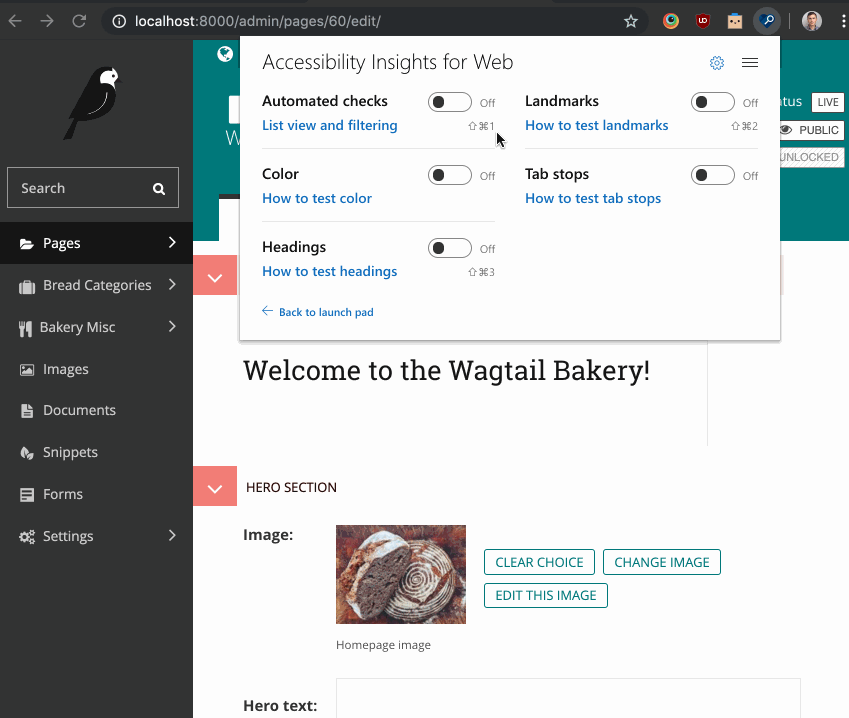 localhost:8000/admin/pages/60/edit/
Accessibility Insights for Web
Automated checks
Off
List view and filtering
⇧⌘1
Landmarks
Off
How to test landmarks
⇧⌘2
Color
Off
How to test color
Tab stops
Off
How to test tab stops
Headings
Off
How to test headings
⇧⌘3
Back to launch pad
LIVE
PUBLIC
UNLOCKED
Search
Pages
Bread Categories
Bakery Misc
Images
Documents
Snippets
Forms
Settings
Welcome to the Wagtail Bakery!
HERO SECTION
Image:
CLEAR CHOICE
CHANGE IMAGE
EDIT THIS IMAGE
Homepage image
Hero text: